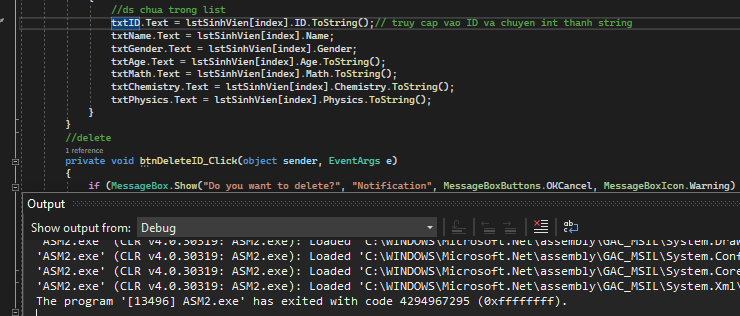 //ds chua trong list
txtID.Text = lstSinhVien[index].ID.ToString();// truy cap vao ID va chuyen int thanh string
txtName.Text = lstSinhVien[index].Name;
txtGender.Text = lstSinhVien[index].Gender;
txtAge.Text = lstSinhVien[index].Age.ToString();
txtMath.Text = lstSinhVien[index].Math.ToString();
txtChemistry.Text = lstSinhVien[index].Chemistry.ToString();
txtPhysics.Text = lstSinhVien[index].Physics.ToString();
}
}
//delete
1 reference
private void btnDeleteID_Click(object sender, EventArgs e)
{
if (MessageBox.Show("Do you want to delete?", "Notification", MessageBoxButtons.OKCancel, MessageBoxIcon.Warning)
Output
Show output from: Debug
'ASM2.exe' (CLR v4.0.30319: ASM2.exe): Loaded 'C:\WINDOWS\Microsoft.Net\assembly\GAC_MSIL\System.Draw
'ASM2.exe' (CLR v4.0.30319: ASM2.exe): Loaded 'C:\WINDOWS\Microsoft.Net\assembly\GAC_MSIL\System.Conf
'ASM2.exe' (CLR v4.0.30319: ASM2.exe): Loaded 'C:\WINDOWS\Microsoft.Net\assembly\GAC_MSIL\System.Core
'ASM2.exe' (CLR v4.0.30319: ASM2.exe): Loaded 'C:\WINDOWS\Microsoft.Net\assembly\GAC_MSIL\System.Xml\
The program '[13496] ASM2.exe' has exited with code 4294967295 (0xffffffff).